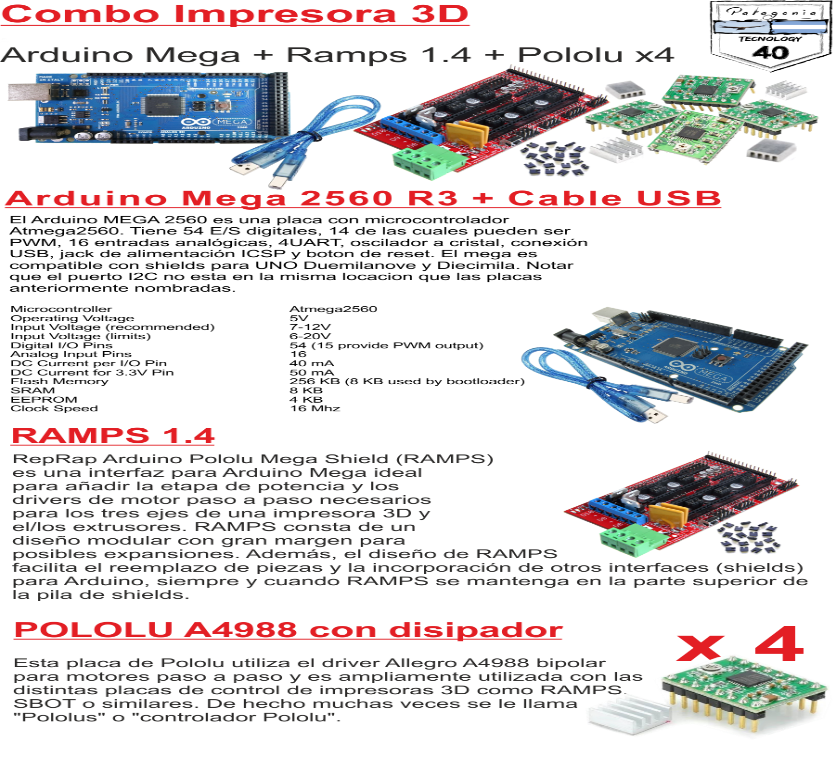 Combo Impresora 3D
Patagonia
TECNOLOGY
40
Arduino Mega + Ramps 1.4 + Pololu x4
MEGA
ARDUINO
Arduino Mega 2560 R3 + Cable USB
El Arduino MEGA 2560 es una placa con microcontrolador
Atmega2560. Tiene 54 E/S digitales, 14 de las cuales pueden ser
PWM, 16 entradas analógicas, 4UART, oscilador a cristal, conexión
USB, jack de alimentación ICSP y boton de reset. El mega es
compatible con shields para UNO Duemilanove y Diecimila. Notar
que el puerto I2C no esta en la misma locacion que las placas
anteriormente nombradas.
Microcontroller Atmega2560
Operating Voltage 5V
Input Voltage (recommended) 7-12V
Input Voltage (limits) 6-20V
Digital I/O Pins 54 (15 provide PWM output)
Analog Input Pins 16
DC Current per I/O Pin 40 mA
DC Current for 3.3V Pin 50 mA
Flash Memory 256 KB (8 KB used by bootloader)
SRAM 8 KB
EEPROM 4 KB
Clock Speed 16 Mhz
MEGA
RAMPS 1.4
RepRap Arduino Pololu Mega Shield (RAMPS)
es una interfaz para Arduino Mega ideal
para añadir la etapa de potencia y los
drivers de motor paso a paso necesarios
para los tres ejes de una impresora 3D y
el/los extrusores. RAMPS consta de un
diseño modular con gran margen para
posibles expansiones. Además, el diseño de RAMPS
facilita el reemplazo de piezas y la incorporación de otros interfaces (shields)
para Arduino, siempre y cuando RAMPS se mantenga en la parte superior de
la pila de shields.
POLOLU A4988 con disipador
x 4
Esta placa de Pololu utiliza el driver Allegro A4988 bipolar
para motores paso a paso y es ampliamente utilizada con las
distintas placas de control de impresoras 3D como RAMPS.
SBOT o similares. De hecho muchas veces se le llama
"Pololus" o "controlador Pololu".